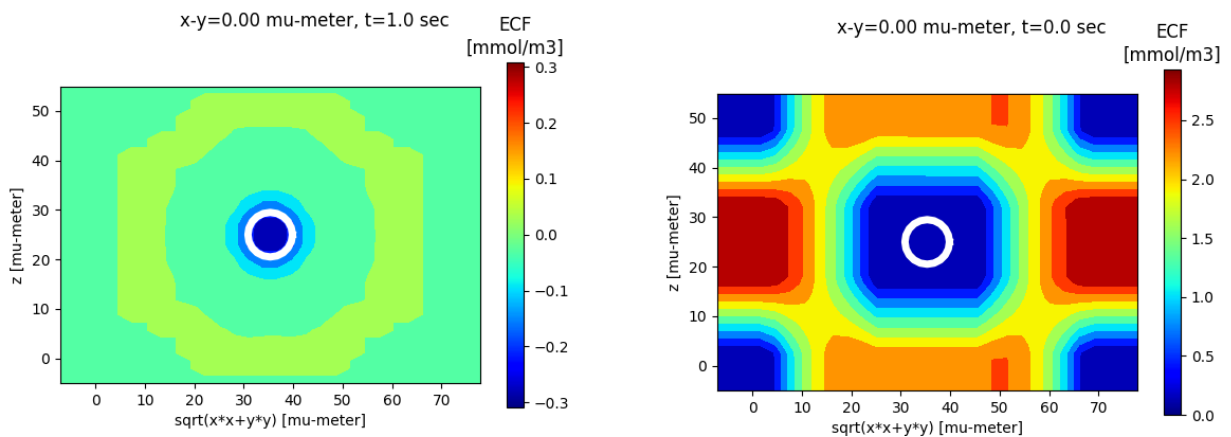 x-y=0.00 mu-meter, t=1.0 sec
ECF
[mmol/m3]
0.3
0.2
0.1
0.0
−0.1
−0.2
−0.3
50
40
30
20
10
0
z [mu-meter]
0 10 20 30 40 50 60 70
sqrt(x*x+y*y) [mu-meter]
x-y=0.00 mu-meter, t=0.0 sec
ECF
[mmol/m3]
2.5
2.0
1.5
1.0
0.5
0.0
50
40
30
20
10
0
z [mu-meter]
0 10 20 30 40 50 60 70
sqrt(x*x+y*y) [mu-meter]